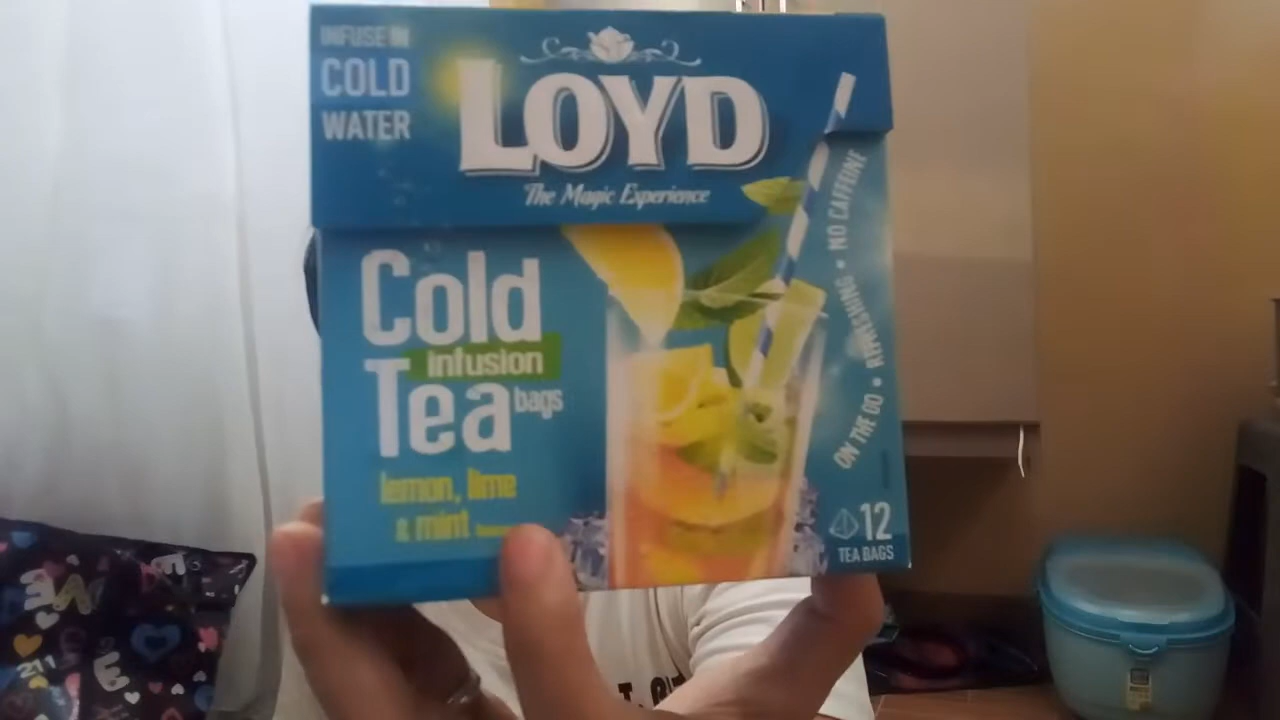 INFUSE IN
COLD
WATER
LOYD
The Magic Experience
Cold
infusion
Tea bags
lemon, lime
& mint
ON THE GO • REFRESHING • NO CAFFEINE
12
TEA BAGS
211